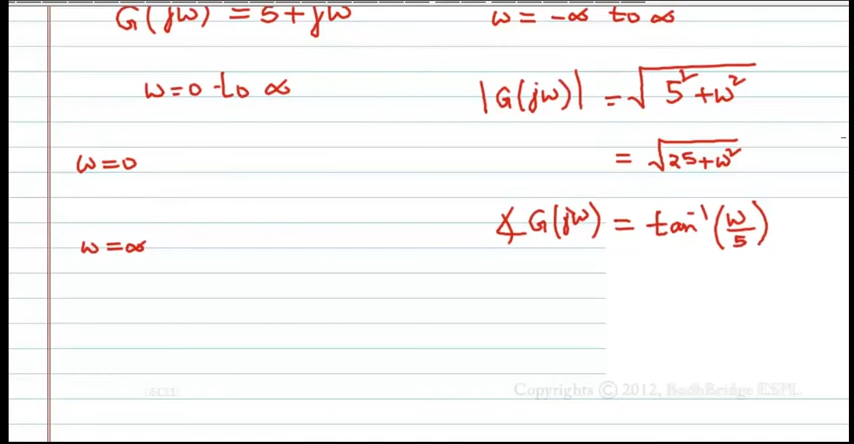 G(jω) = 5 + jω
ω = -∞ to ∞
ω = 0 to ∞
|G(jω)| = √(5² + ω²)
= √(25 + ω²)
ω = 0
∡G(jω) = tan⁻¹(ω/5)
ω = ∞
Copyrights © 2012, BodhBridge ESPL.